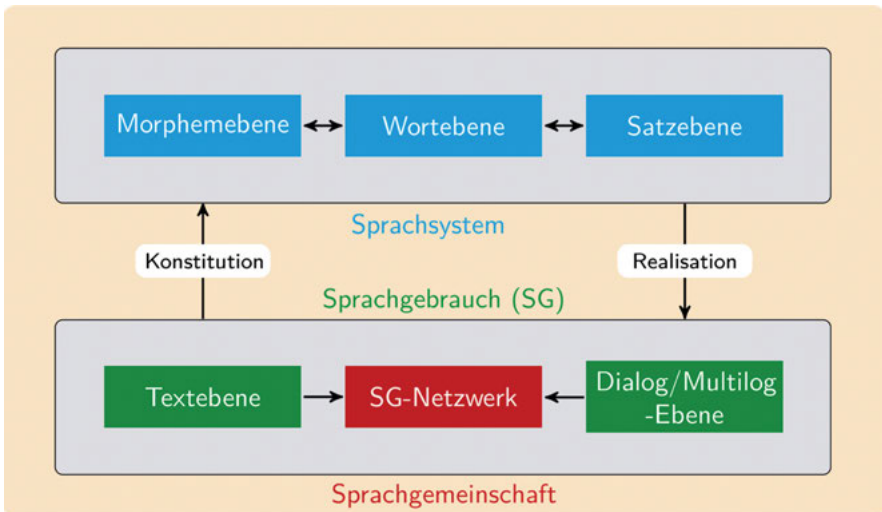 Morphemebene
Wortebene
Satzebene
Sprachsystem
Konstitution
Realisation
Sprachgebrauch (SG)
Textebene
SG-Netzwerk
Dialog/Multilog
-Ebene
Sprachgemeinschaft